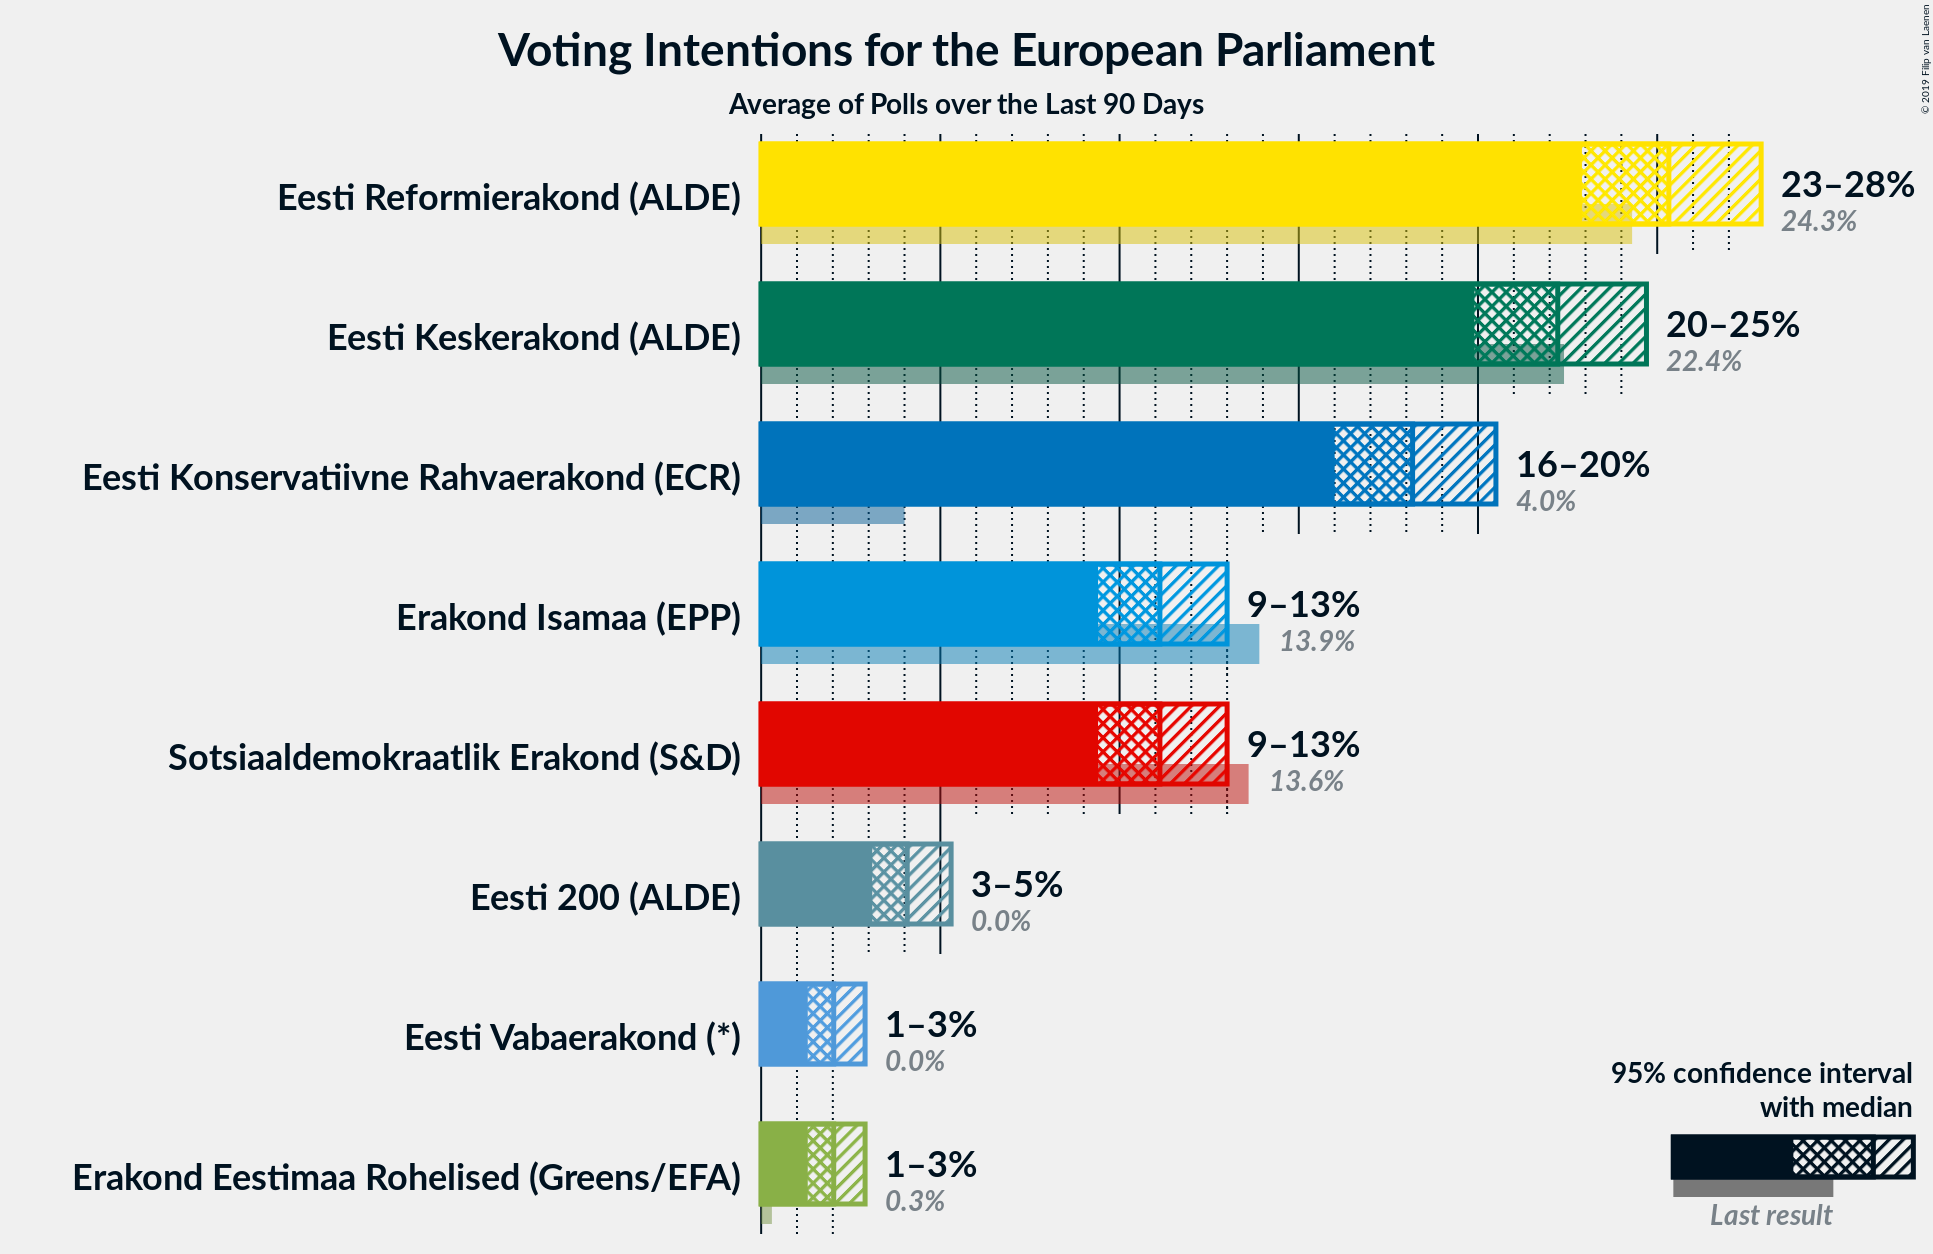 Voting Intentions for the European Parliament
Average of Polls over the Last 90 Days
© 2019 Filip van Laenen
Eesti Reformierakond (ALDE)
23–28%
24.3%
Eesti Keskerakond (ALDE)
20–25%
22.4%
Eesti Konservatiivne Rahvaerakond (ECR)
16–20%
4.0%
Erakond Isamaa (EPP)
9–13%
13.9%
Sotsiaaldemokraatlik Erakond (S&D)
9–13%
13.6%
Eesti 200 (ALDE)
3–5%
0.0%
Eesti Vabaerakond (*)
1–3%
0.0%
Erakond Eestimaa Rohelised (Greens/EFA)
1–3%
0.3%
95% confidence interval
with median
Last result